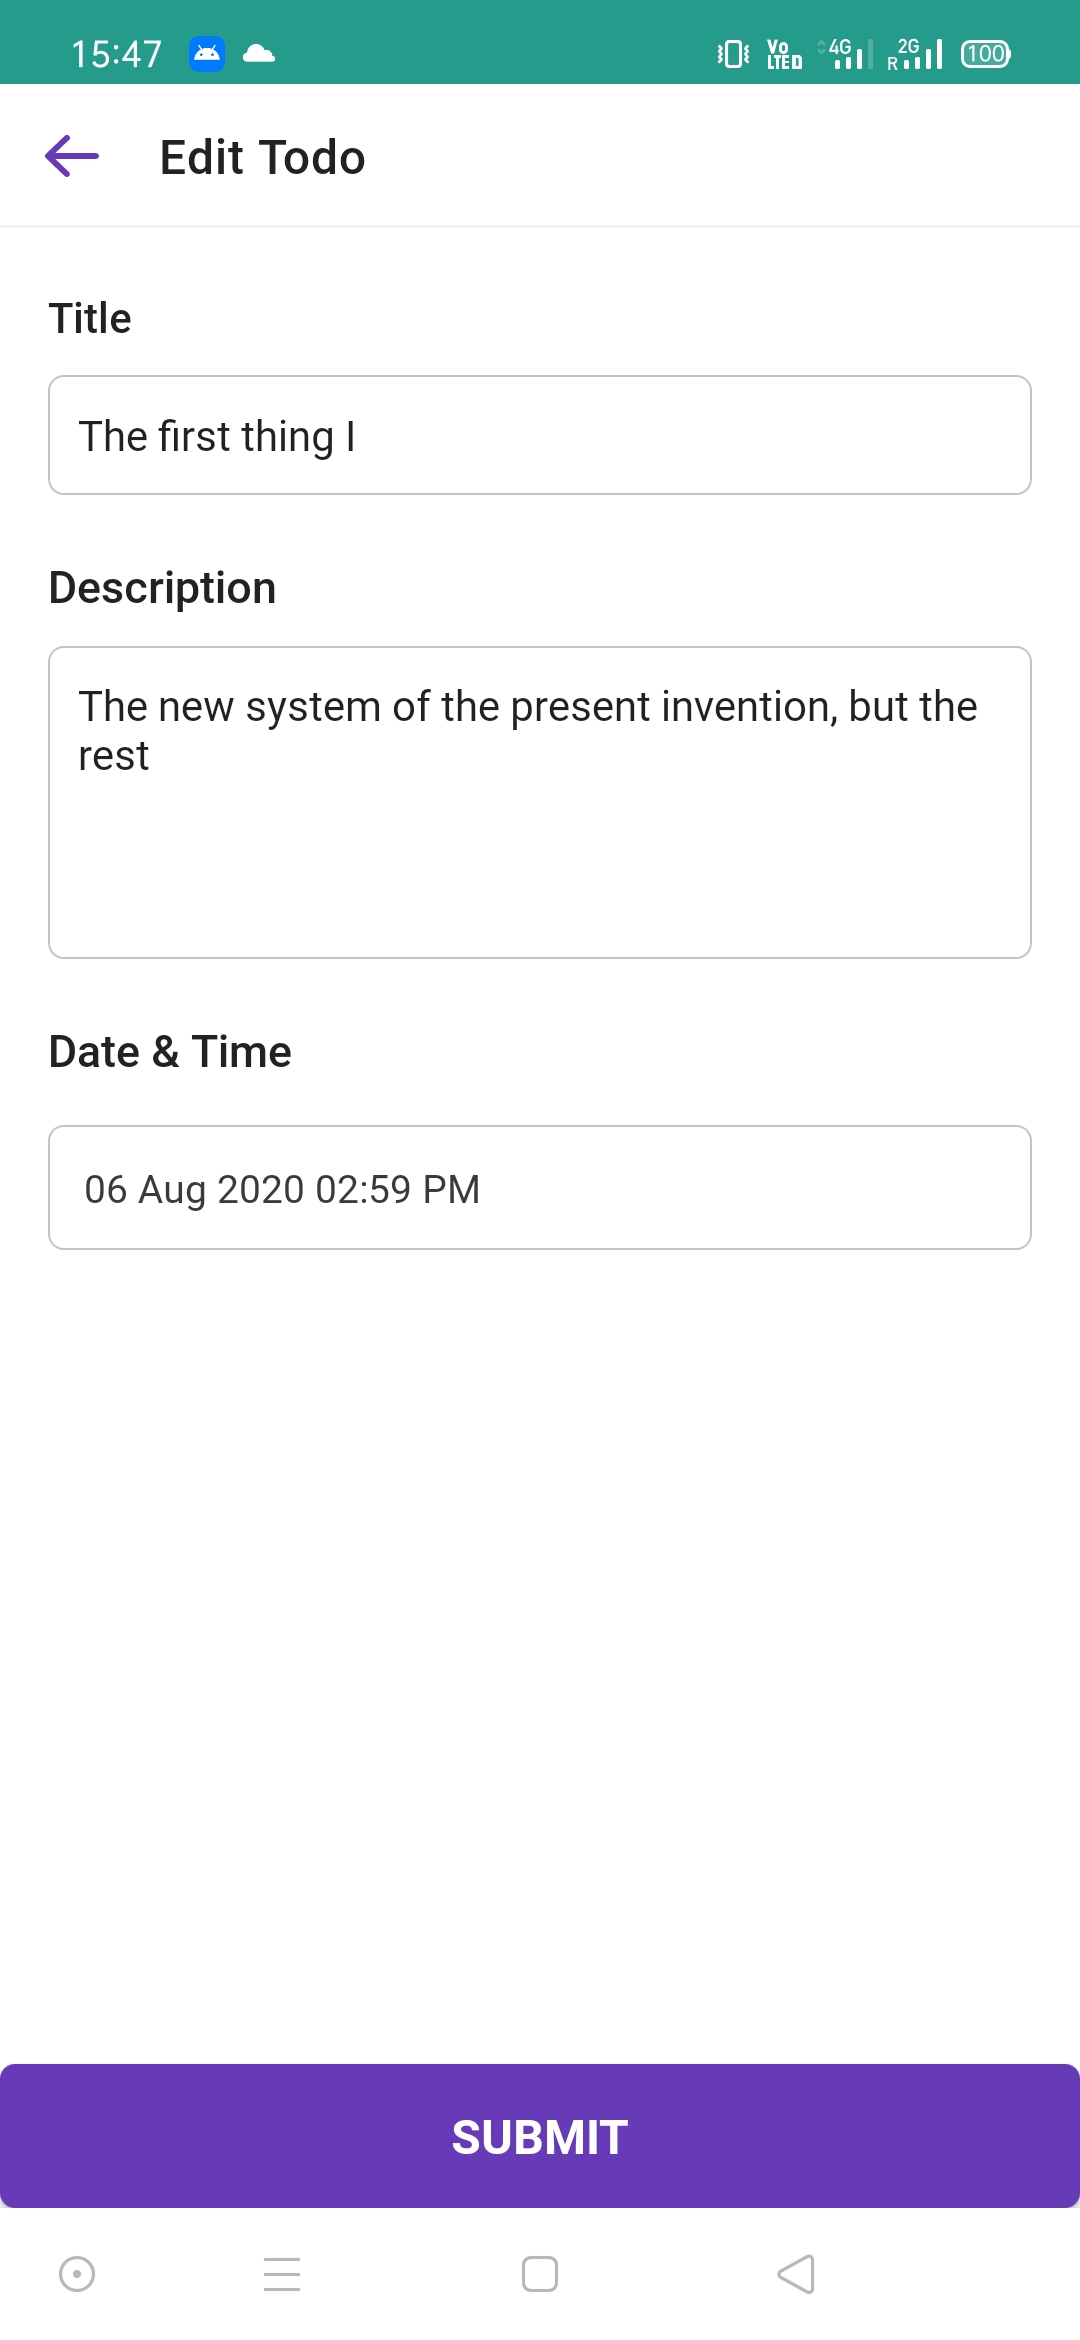 15:47 Vo LTE D 4G R 2G 100
Edit Todo
Title
The first thing I
Description
The new system of the present invention, but the
rest
Date & Time
06 Aug 2020 02:59 PM
SUBMIT